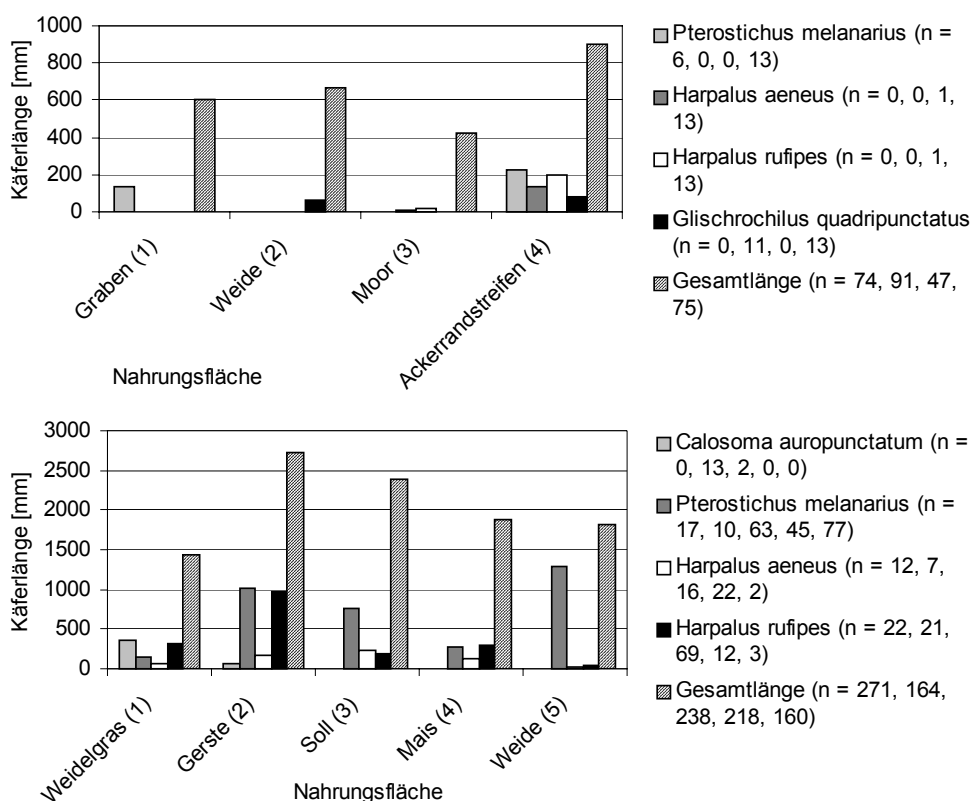 1000
800
600
400
200
0
Käferlänge [mm]
Graben (1)
Weide (2)
Moor (3)
Ackerrandstreifen (4)
Nahrungsfläche
Pterostichus melanarius (n =
6, 0, 0, 13)
Harpalus aeneus (n = 0, 0, 1,
13)
Harpalus rufipes (n = 0, 0, 1,
13)
Glischrochilus quadripunctatus
(n = 0, 11, 0, 13)
Gesamtlänge (n = 74, 91, 47,
75)
3000
2500
2000
1500
1000
500
0
Käferlänge [mm]
Weidelgras (1)
Gerste (2)
Soll (3)
Mais (4)
Weide (5)
Nahrungsfläche
Calosoma auropunctatum (n =
0, 13, 2, 0, 0)
Pterostichus melanarius (n =
17, 10, 63, 45, 77)
Harpalus aeneus (n = 12, 7,
16, 22, 2)
Harpalus rufipes (n = 22, 21,
69, 12, 3)
Gesamtlänge (n = 271, 164,
238, 218, 160)